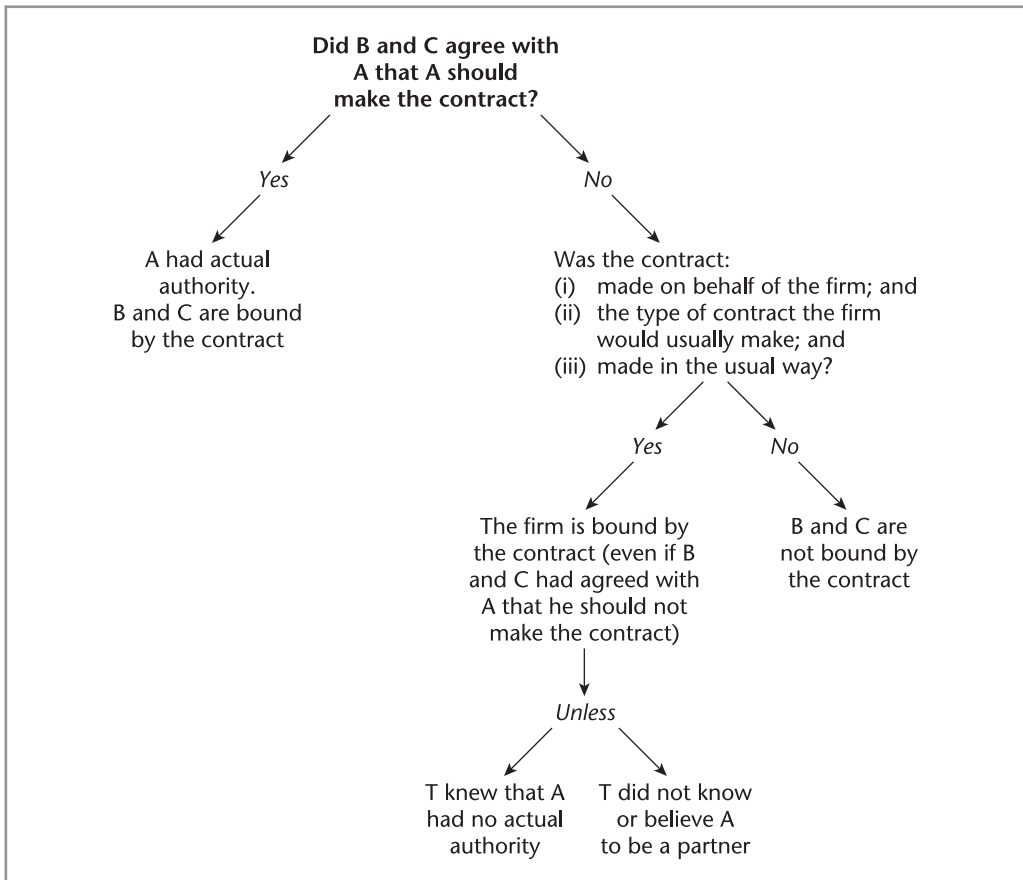 Did B and C agree with
A that A should
make the contract?
Yes
No
A had actual
authority.
B and C are bound
by the contract
Was the contract:
(i) made on behalf of the firm; and
(ii) the type of contract the firm
would usually make; and
(iii) made in the usual way?
Yes
No
The firm is bound by
the contract (even if B
and C had agreed with
A that he should not
make the contract)
B and C are
not bound by
the contract
Unless
T knew that A
had no actual
authority
T did not know
or believe A
to be a partner